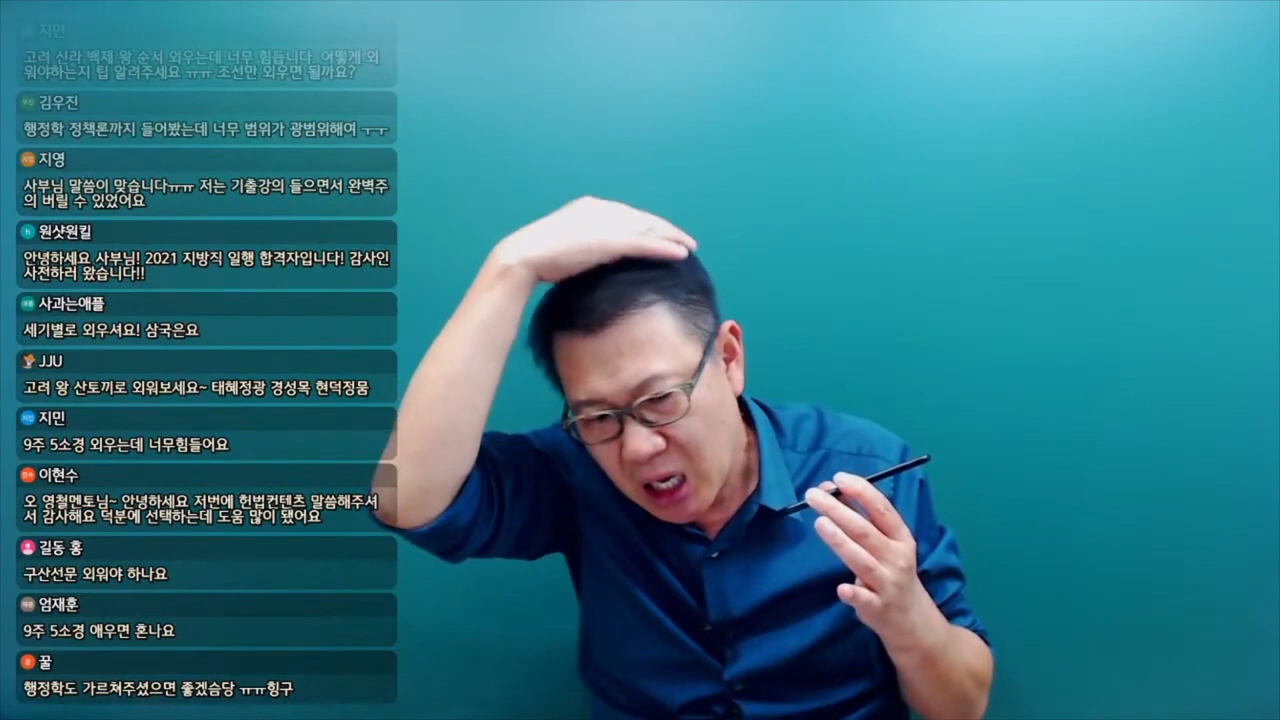 지민
고려 신라 백제 왕 순서 외우는데 너무 힘듭니다. 어떻게 외
워야하는지 팁 알려주세요 ㅠㅠ 조선만 외우면 될까요?
김우진
행정학 정책론까지 들어봤는데 너무 범위가 광범위해여 ㅜㅜ
지영
사부님 말씀이 맞습니다ㅠㅠ 저는 기출강의 들으면서 완벽주
의 버릴 수 있었어요
원샷원킬
안녕하세요 사부님! 2021 지방직 일행 합격자입니다! 감사인
사전하러 왔습니다!!
사과는애플
세기별로 외우셔요! 삼국은요
JJU
고려 왕 산토끼로 외워보세요~ 태혜정광 경성목 현덕정뭄
지민
9주 5소경 외우는데 너무힘들어요
이현수
오 영철멘토님~ 안녕하세요 저번에 헌법컨텐츠 말씀해주셔
서 감사해요 덕분에 선택하는데 도움 많이 됐어요
길동 홍
구산선문 외워야 하나요
엄재훈
9주 5소경 애우면 혼나요
꿀
행정학도 가르쳐주셨으면 좋겠슴당 ㅠㅠ힝구